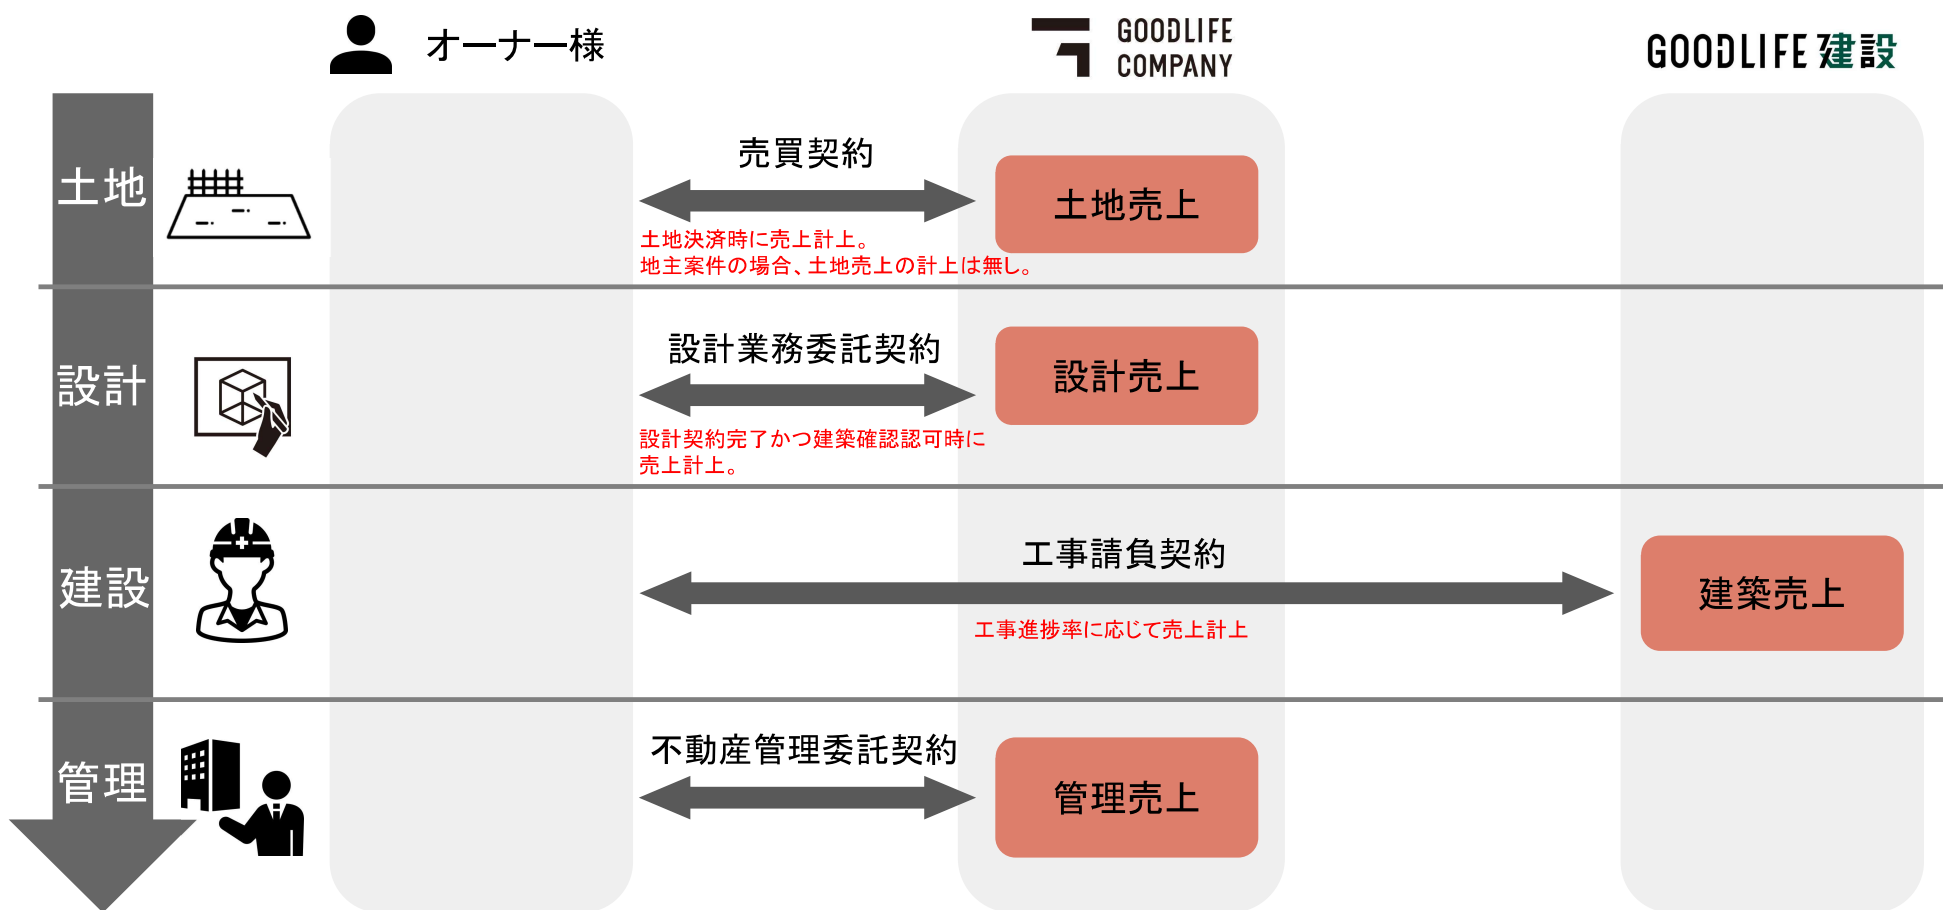 オーナー様
GOODLIFE
COMPANY
GOODLIFE 建設
土地
売買契約
土地売上
土地決済時に売上計上。
地主案件の場合、土地売上の計上は無し。
設計
設計業務委託契約
設計売上
設計契約完了かつ建築確認認可時に
売上計上。
建設
工事請負契約
建築売上
工事進捗率に応じて売上計上
管理
不動産管理委託契約
管理売上